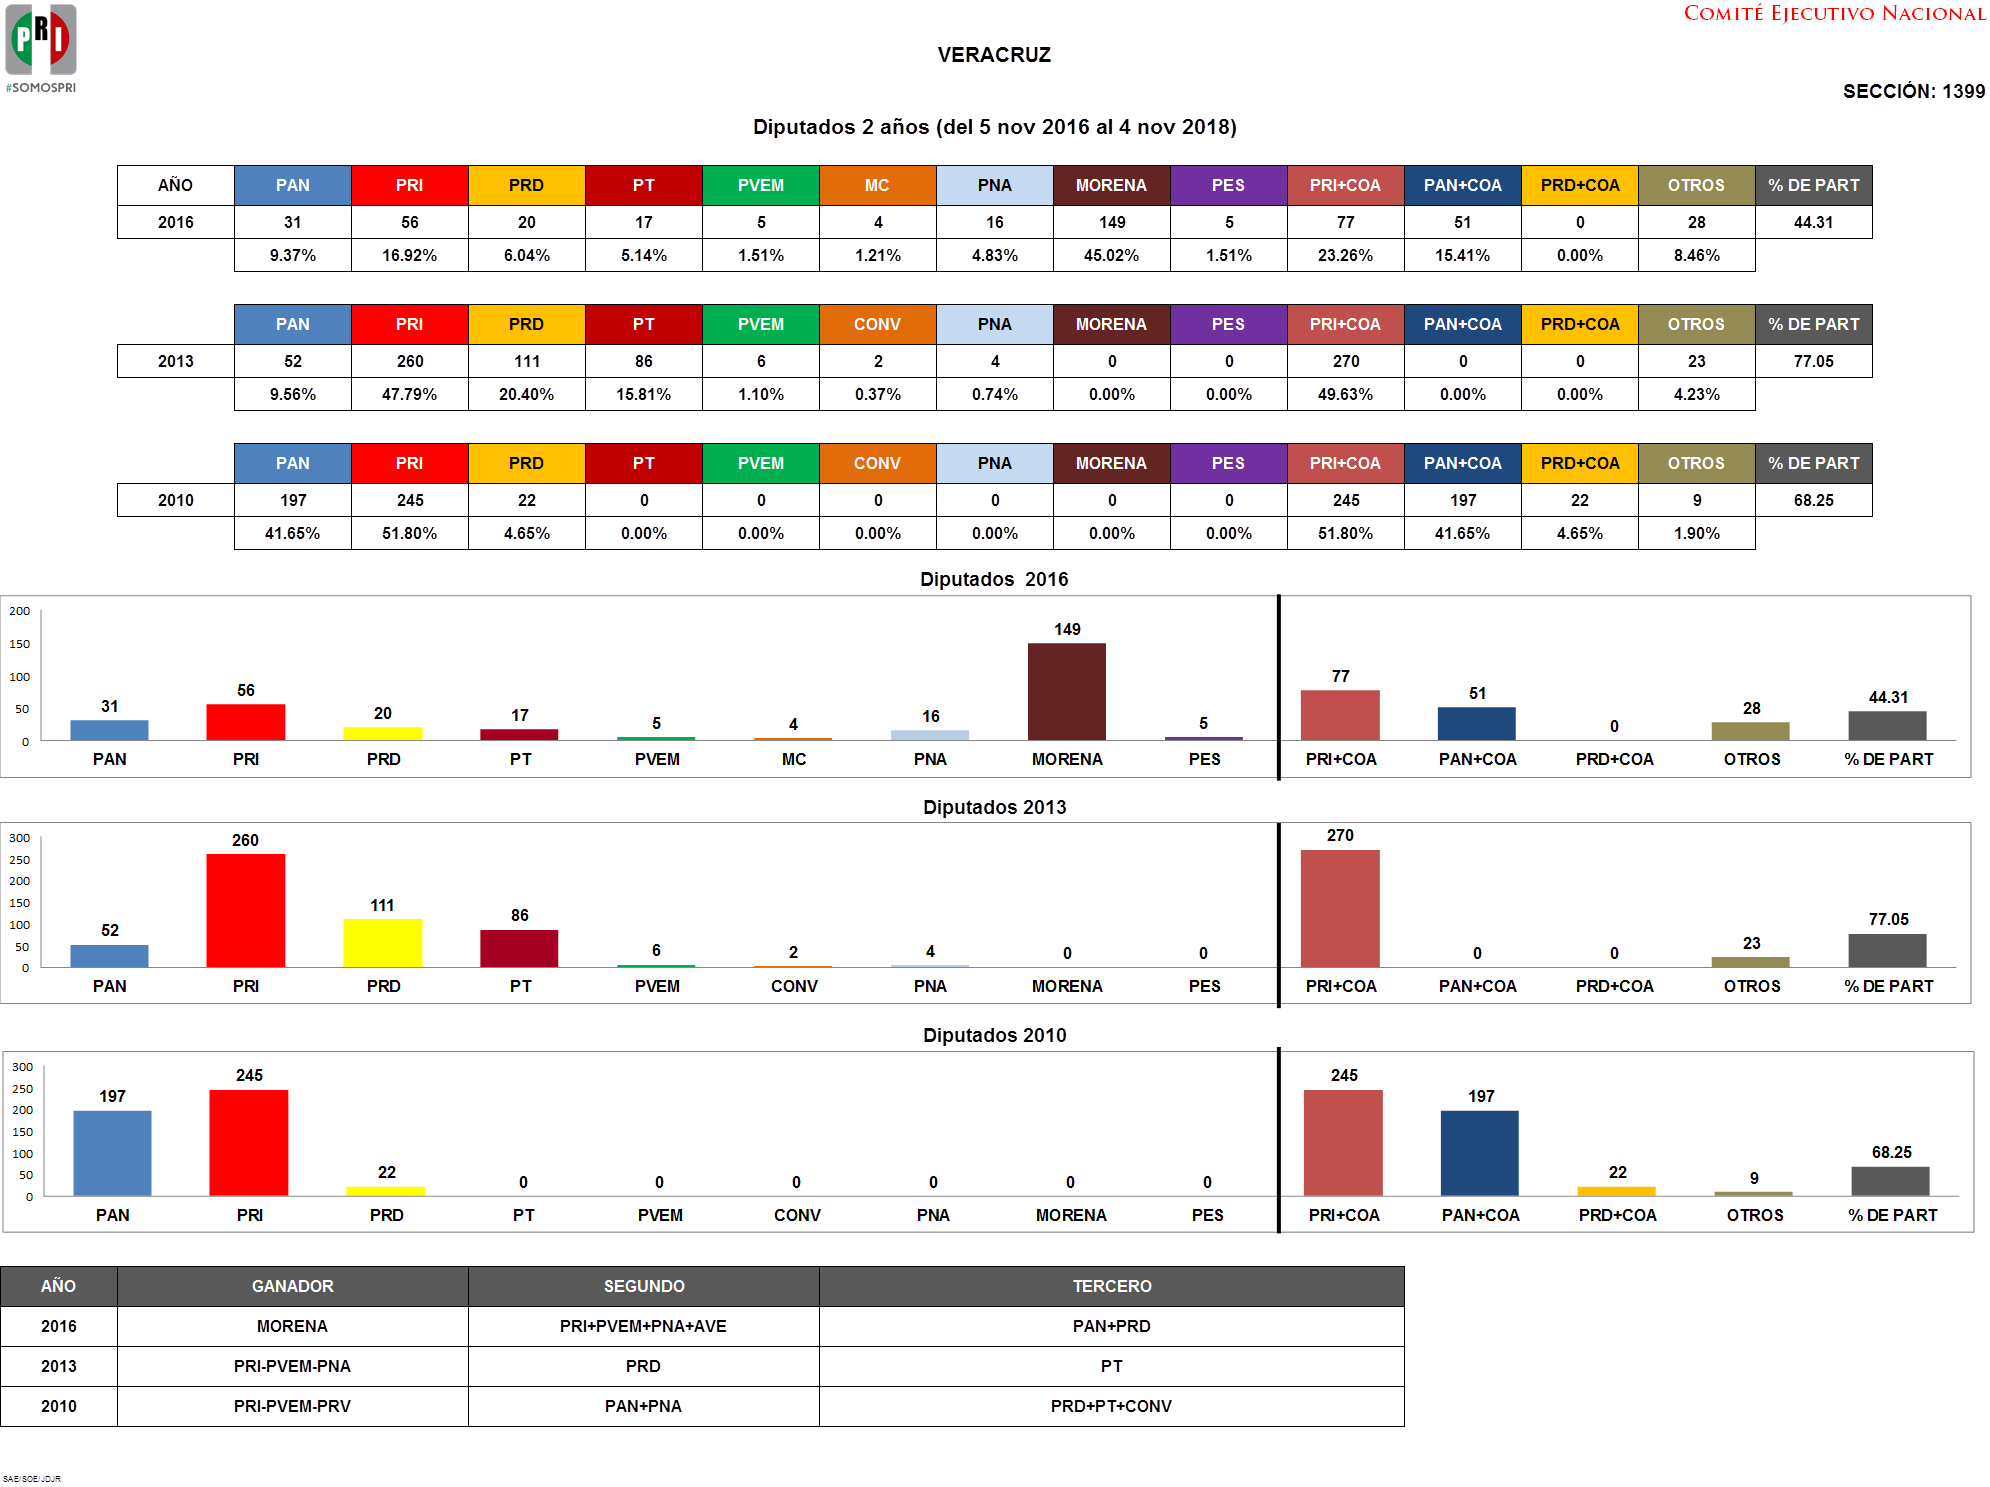 PRI
#SOMOSPRI
COMITÉ EJECUTIVO NACIONAL
VERACRUZ
SECCIÓN: 1399
Diputados 2 años (del 5 nov 2016 al 4 nov 2018)
AÑO PAN PRI PRD PT PVEM MC PNA MORENA PES PRI+COA PAN+COA PRD+COA OTROS % DE PART
2016 31 56 20 17 5 4 16 149 5 77 51 0 28 44.31
9.37% 16.92% 6.04% 5.14% 1.51% 1.21% 4.83% 45.02% 1.51% 23.26% 15.41% 0.00% 8.46%
PAN PRI PRD PT PVEM CONV PNA MORENA PES PRI+COA PAN+COA PRD+COA OTROS % DE PART
2013 52 260 111 86 6 2 4 0 0 270 0 0 23 77.05
9.56% 47.79% 20.40% 15.81% 1.10% 0.37% 0.74% 0.00% 0.00% 49.63% 0.00% 0.00% 4.23%
PAN PRI PRD PT PVEM CONV PNA MORENA PES PRI+COA PAN+COA PRD+COA OTROS % DE PART
2010 197 245 22 0 0 0 0 0 0 245 197 22 9 68.25
41.65% 51.80% 4.65% 0.00% 0.00% 0.00% 0.00% 0.00% 0.00% 51.80% 41.65% 4.65% 1.90%
Diputados 2016
200
150
100
50
0
31 56 20 17 5 4 16 149 5 77 51 0 28 44.31
PAN PRI PRD PT PVEM MC PNA MORENA PES PRI+COA PAN+COA PRD+COA OTROS % DE PART
Diputados 2013
300
250
200
150
100
50
0
52 260 111 86 6 2 4 0 0 270 0 0 23 77.05
PAN PRI PRD PT PVEM CONV PNA MORENA PES PRI+COA PAN+COA PRD+COA OTROS % DE PART
Diputados 2010
300
250
200
150
100
50
0
197 245 22 0 0 0 0 0 0 245 197 22 9 68.25
PAN PRI PRD PT PVEM CONV PNA MORENA PES PRI+COA PAN+COA PRD+COA OTROS % DE PART
AÑO GANADOR SEGUNDO TERCERO
2016 MORENA PRI+PVEM+PNA+AVE PAN+PRD
2013 PRI-PVEM-PNA PRD PT
2010 PRI-PVEM-PRV PAN+PNA PRD+PT+CONV
SAE/SOE/JDJR